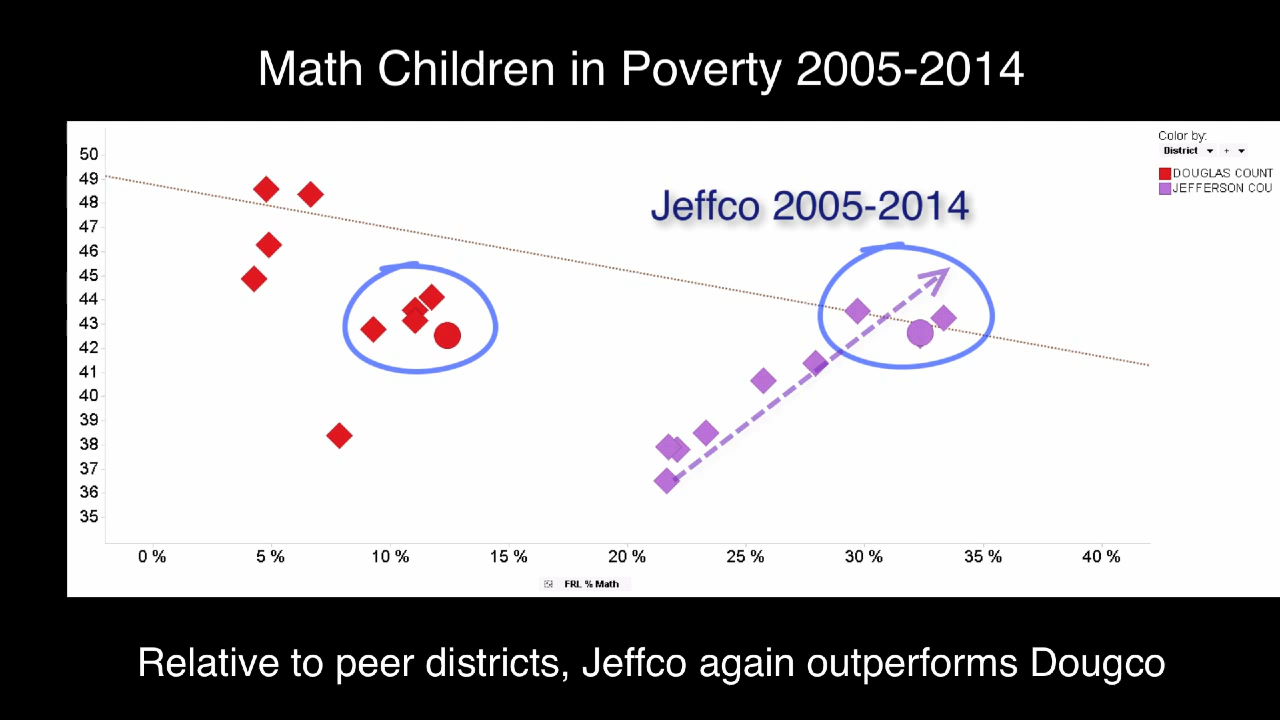 Math Children in Poverty 2005-2014
Color by:
District
+
DOUGLAS COUNT
JEFFERSON COU
Jeffco 2005-2014
50
49
48
47
46
45
44
43
42
41
40
39
38
37
36
35
0 % 5 % 10 % 15 % 20 % 25 % 30 % 35 % 40 %
FRL % Math
Relative to peer districts, Jeffco again outperforms Dougco